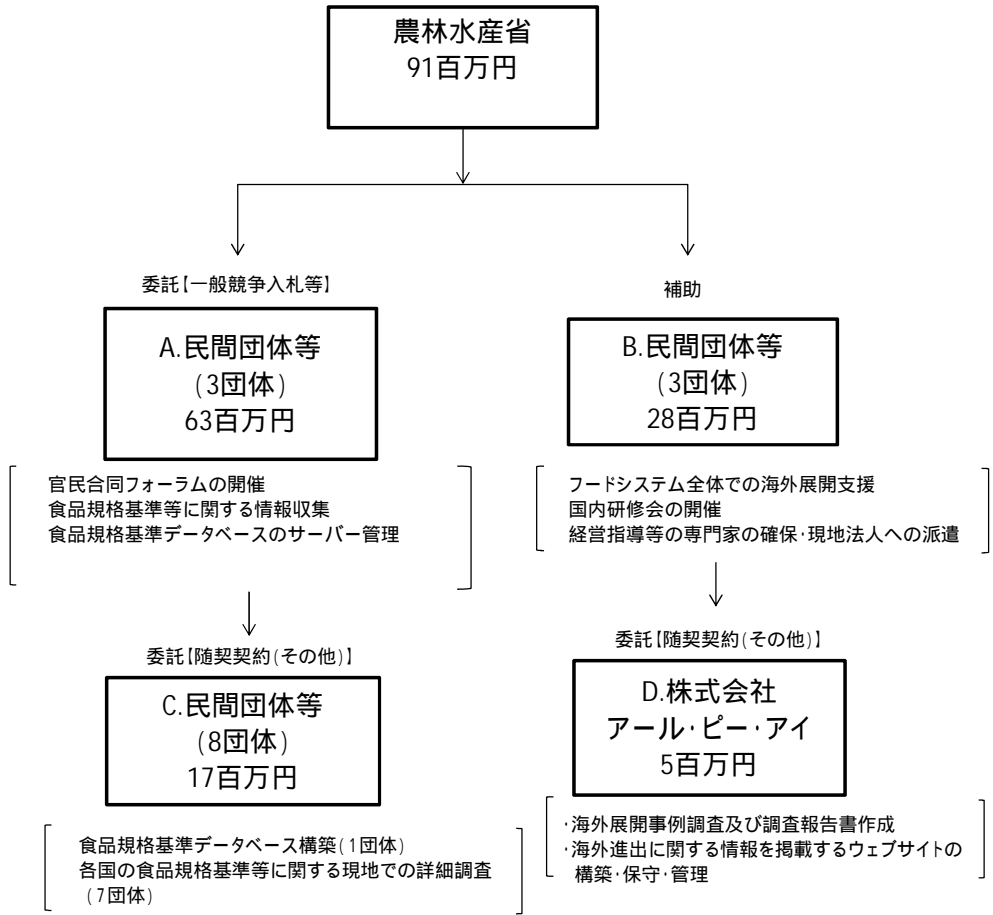 農林水産省
91百万円
委託【一般競争入札等】
補助
A.民間団体等
(3団体)
63百万円
B.民間団体等
(3団体)
28百万円
官民合同フォーラムの開催
食品規格基準等に関する情報収集
食品規格基準データベースのサーバー管理
フードシステム全体での海外展開支援
国内研修会の開催
経営指導等の専門家の確保・現地法人への派遣
委託【随契契約(その他)】
委託【随契契約(その他)】
C.民間団体等
(8団体)
17百万円
D.株式会社
アール・ピー・アイ
5百万円
食品規格基準データベース構築(1団体)
各国の食品規格基準等に関する現地での詳細調査
(7団体)
・海外展開事例調査及び調査報告書作成
・海外進出に関する情報を掲載するウェブサイトの
構築・保守・管理